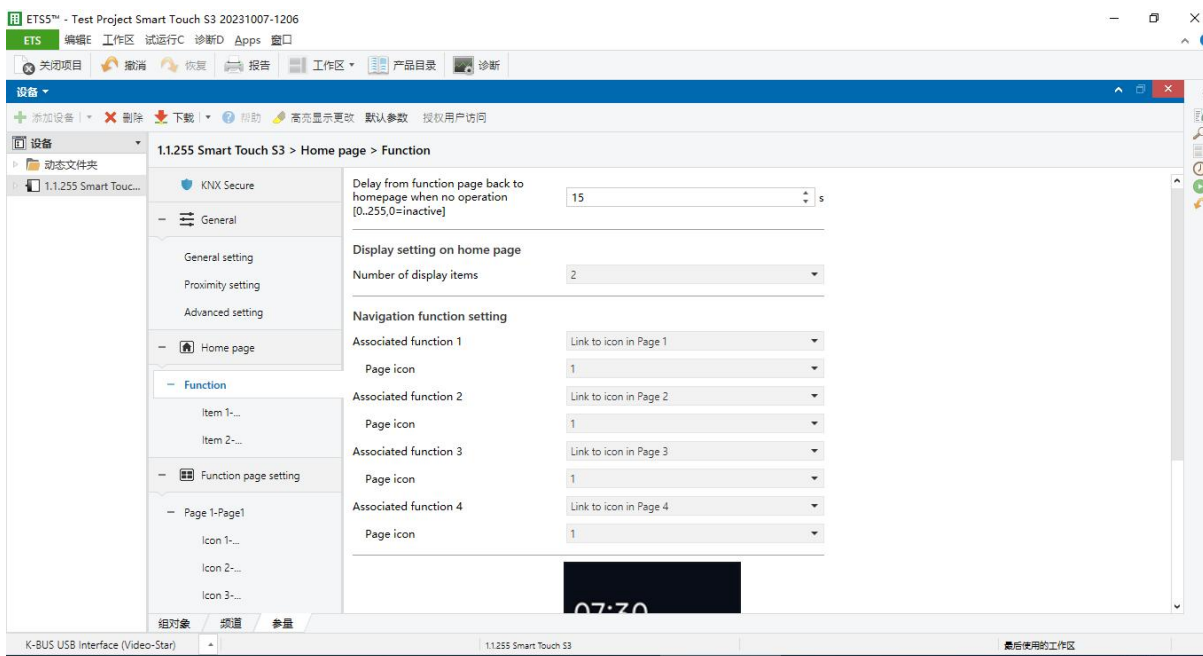 ETS5™ - Test Project Smart Touch S3 20231007-1206
ETS 编辑E 工作区 试运行C 诊断D Apps 窗口
关闭项目 撤消 恢复 报告 工作区 产品目录 诊断
设备
添加设备 删除 下载 帮助 高亮显示更改 默认参数 授权用户访问
设备
动态文件夹
1.1.255 Smart Touc...
1.1.255 Smart Touch S3 > Home page > Function
KNX Secure
General
General setting
Proximity setting
Advanced setting
Home page
Function
Item 1-...
Item 2-...
Function page setting
Page 1-Page1
Icon 1-...
Icon 2-...
Icon 3-...
Delay from function page back to
homepage when no operation
[0..255,0=inactive]
15 s
Display setting on home page
Number of display items 2
Navigation function setting
Associated function 1 Link to icon in Page 1
Page icon 1
Associated function 2 Link to icon in Page 2
Page icon 1
Associated function 3 Link to icon in Page 3
Page icon 1
Associated function 4 Link to icon in Page 4
Page icon 1
07:30
组对象 频道 参量
K-BUS USB Interface (Video-Star) 1.1.255 Smart Touch S3 最后使用的工作区